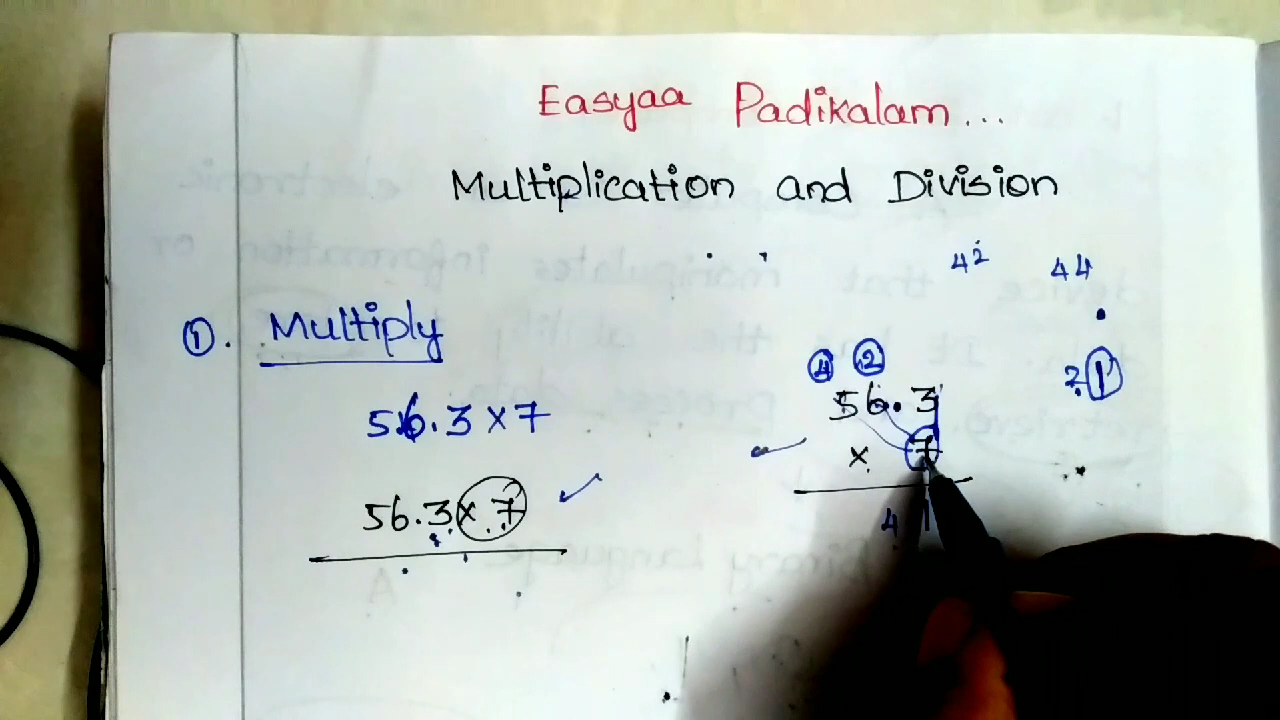 Easyaa Padikalam...
Multiplication and Division
42 44
①. Multiply
④ ② 21
56.3 × 7 56.3
× 7
56.3 × 7
4 1